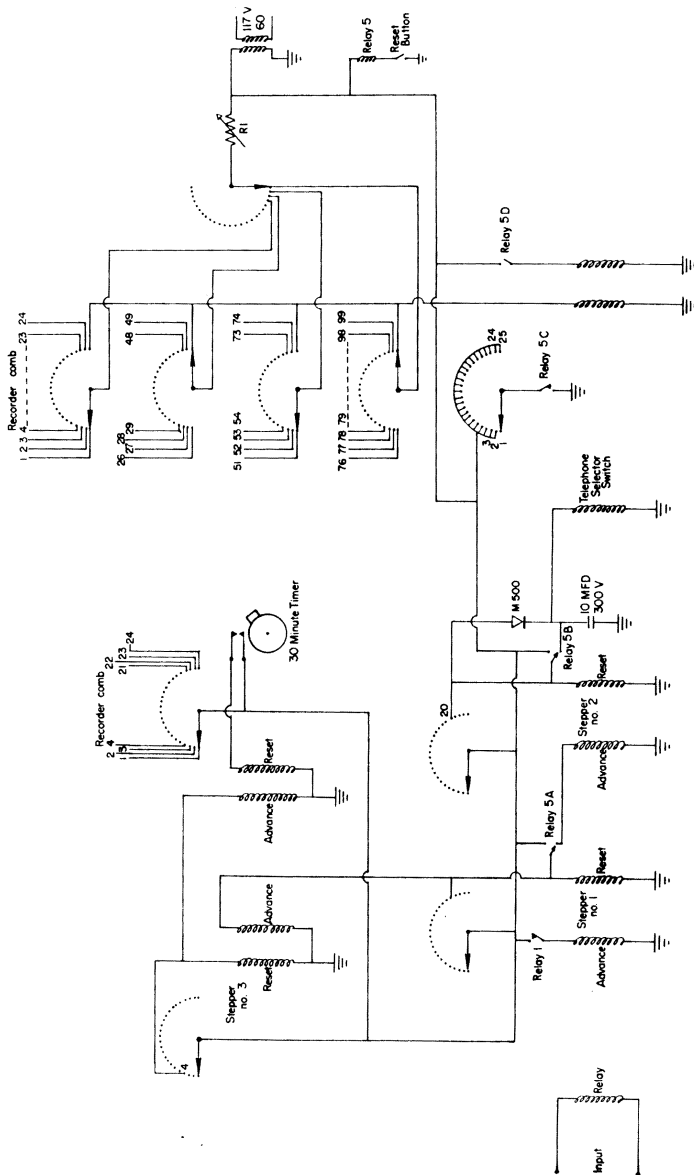 117 V
60
Relay 5
Reset
Button
R1
Recorder comb
1 2 3 4 23 24
26 27 28 29 48 49
51 52 53 54 73 74
76 77 78 79 98 99
Relay 5 D
24
25
3
2
1
Relay 5 C
Telephone
Selector
Switch
Recorder comb
1 2 3 4 21 22 23 24
30 Minute Timer
Reset
Advance
Advance
Reset
Stepper
no. 3
4
20
M 500
10 MFD
300 V
Relay 5B
Reset
Stepper
no. 2
Advance
Relay 5 A
Reset
Stepper
no. 1
Advance
Relay 1
Relay
Input